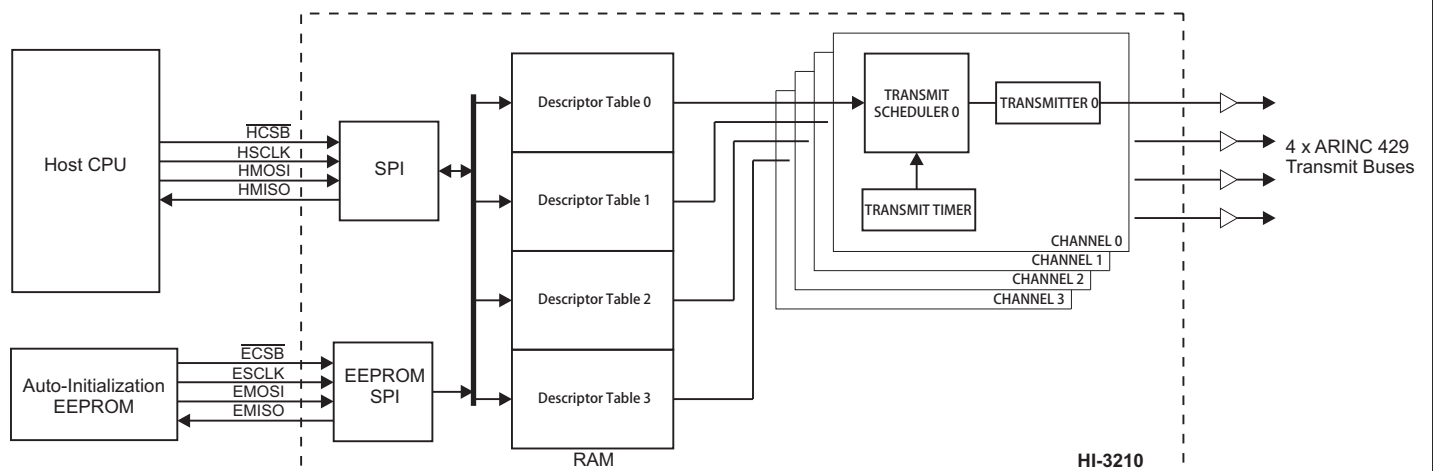 Host CPU
HCSB
HSCLK
HMOSI
HMISO
SPI
Auto-Initialization
EEPROM
ECSB
ESCLK
EMOSI
EMISO
EEPROM
SPI
Descriptor Table 0
Descriptor Table 1
Descriptor Table 2
Descriptor Table 3
RAM
TRANSMIT
SCHEDULER 0
TRANSMITTER 0
TRANSMIT TIMER
CHANNEL 0
CHANNEL 1
CHANNEL 2
CHANNEL 3
4 x ARINC 429
Transmit Buses
HI-3210